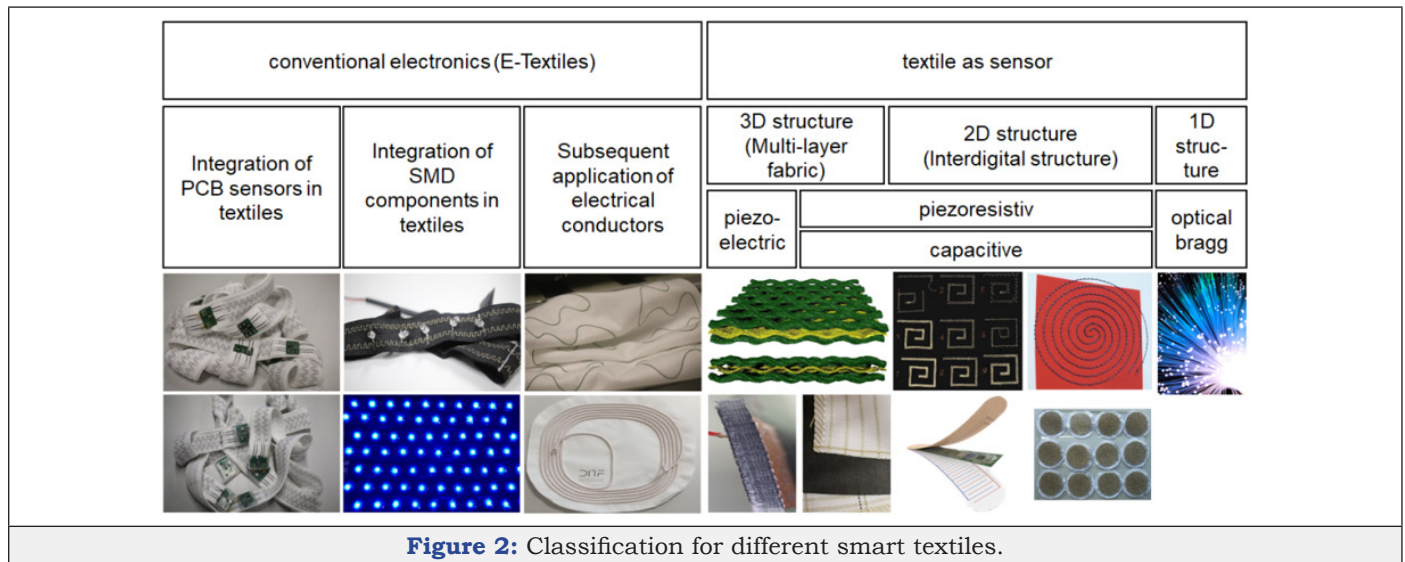 conventional electronics (E-Textiles)
textile as sensor
Integration of
PCB sensors in
textiles
Integration of
SMD
components in
textiles
Subsequent
application of
electrical
conductors
3D structure
(Multi-layer
fabric)
2D structure
(Interdigital structure)
1D
struc-
ture
piezo-
electric
piezoresistiv
capacitive
optical
bragg
Figure 2: Classification for different smart textiles.